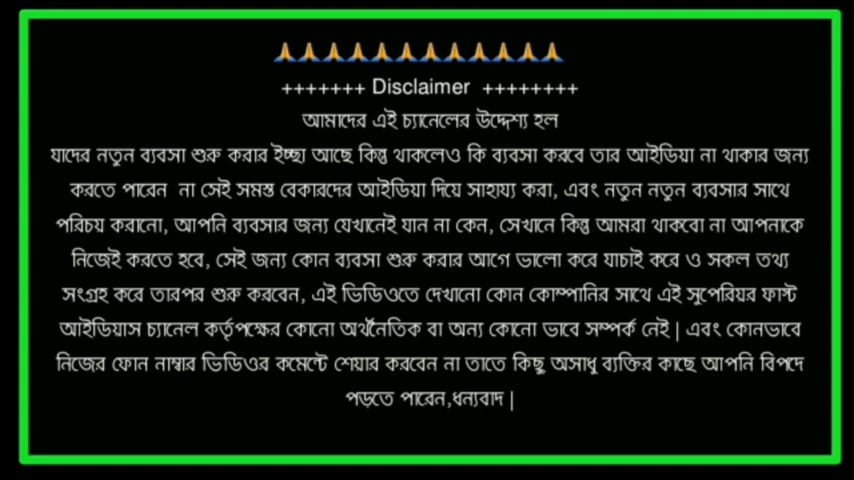 🙏🙏🙏🙏🙏🙏🙏🙏🙏🙏🙏🙏
+++++++ Disclaimer ++++++++
আমাদের এই চ্যানেলের উদ্দেশ্য হল
যাদের নতুন ব্যবসা শুরু করার ইচ্ছা আছে কিন্তু থাকলেও কি ব্যবসা করবে তার আইডিয়া না থাকার জন্য
করতে পারেন না সেই সমস্ত বেকারদের আইডিয়া দিয়ে সাহায্য করা, এবং নতুন নতুন ব্যবসার সাথে
পরিচয় করানো, আপনি ব্যবসার জন্য যেখানেই যান না কেন, সেখানে কিন্তু আমরা থাকবো না আপনাকে
নিজেই করতে হবে, সেই জন্য কোন ব্যবসা শুরু করার আগে ভালো করে যাচাই করে ও সকল তথ্য
সংগ্রহ করে তারপর শুরু করবেন, এই ভিডিওতে দেখানো কোন কোম্পানির সাথে এই সুপেরিয়র ফাস্ট
আইডিয়াস চ্যানেল কর্তৃপক্ষের কোনো অর্থনৈতিক বা অন্য কোনো ভাবে সম্পর্ক নেই | এবং কোনভাবে
নিজের ফোন নাম্বার ভিডিওর কমেন্টে শেয়ার করবেন না তাতে কিছু অসাধু ব্যক্তির কাছে আপনি বিপদে
পড়তে পারেন,ধন্যবাদ |